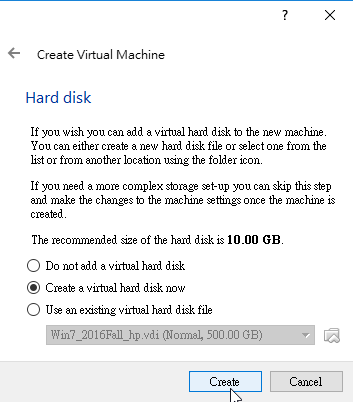 ?
Create Virtual Machine
Hard disk
If you wish you can add a virtual hard disk to the new machine.
You can either create a new hard disk file or select one from the
list or from another location using the folder icon.
If you need a more complex storage set-up you can skip this step
and make the changes to the machine settings once the machine is
created.
The recommended size of the hard disk is 10.00 GB.
Do not add a virtual hard disk
Create a virtual hard disk now
Use an existing virtual hard disk file
Win7_2016Fall_hp.vdi (Normal, 500.00 GB)
Create Cancel